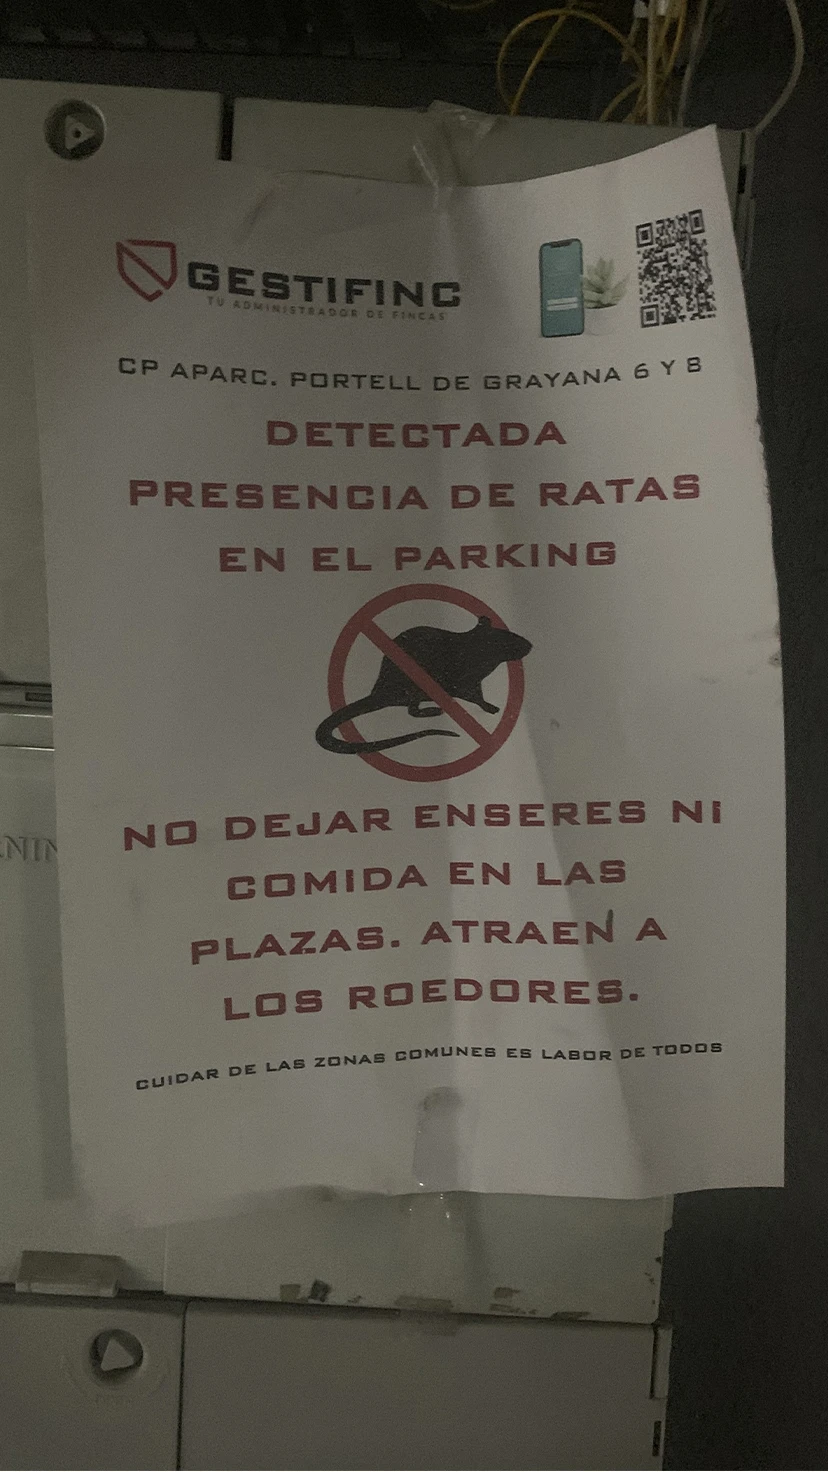 GESTIFINC
TU ADMINISTRADOR DE FINCAS
CP APARC. PORTELL DE GRAYANA 6 Y 8
DETECTADA
PRESENCIA DE RATAS
EN EL PARKING
NO DEJAR ENSERES NI
COMIDA EN LAS
PLAZAS. ATRAEN A
LOS ROEDORES.
CUIDAR DE LAS ZONAS COMUNES ES LABOR DE TODOS